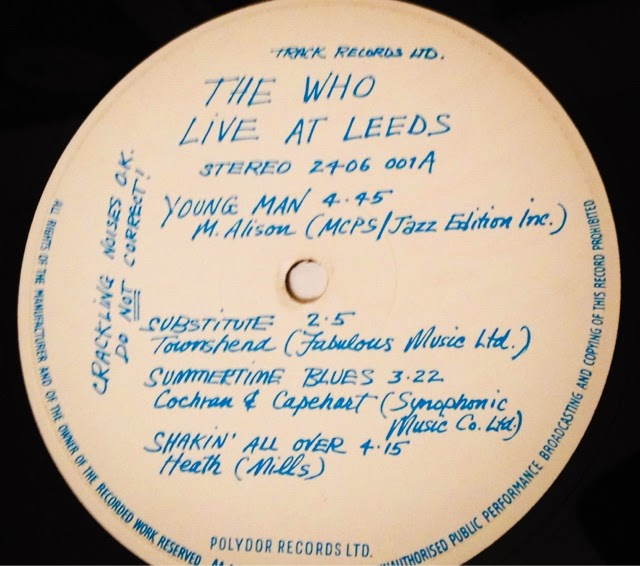 TRACK RECORDS LTD.
THE WHO
LIVE AT LEEDS
STEREO 2406 001A
YOUNG MAN 4.45
M. Alison (MCPS/Jazz Edition Inc.)
CRACKLING NOISES O.K.
DO NOT CORRECT!
SUBSTITUTE 2.5
Townshend (Fabulous Music Ltd.)
SUMMERTIME BLUES 3.22
Cochran & Capehart (Synophonic
Music Co. Ltd)
SHAKIN' ALL OVER 4.15
Heath (Mills)
POLYDOR RECORDS LTD.
ALL RIGHTS OF THE MANUFACTURER AND OF THE OWNER OF THE RECORDED WORK RESERVED
UNAUTHORISED PUBLIC PERFORMANCE BROADCASTING AND COPYING OF THIS RECORD PROHIBITED